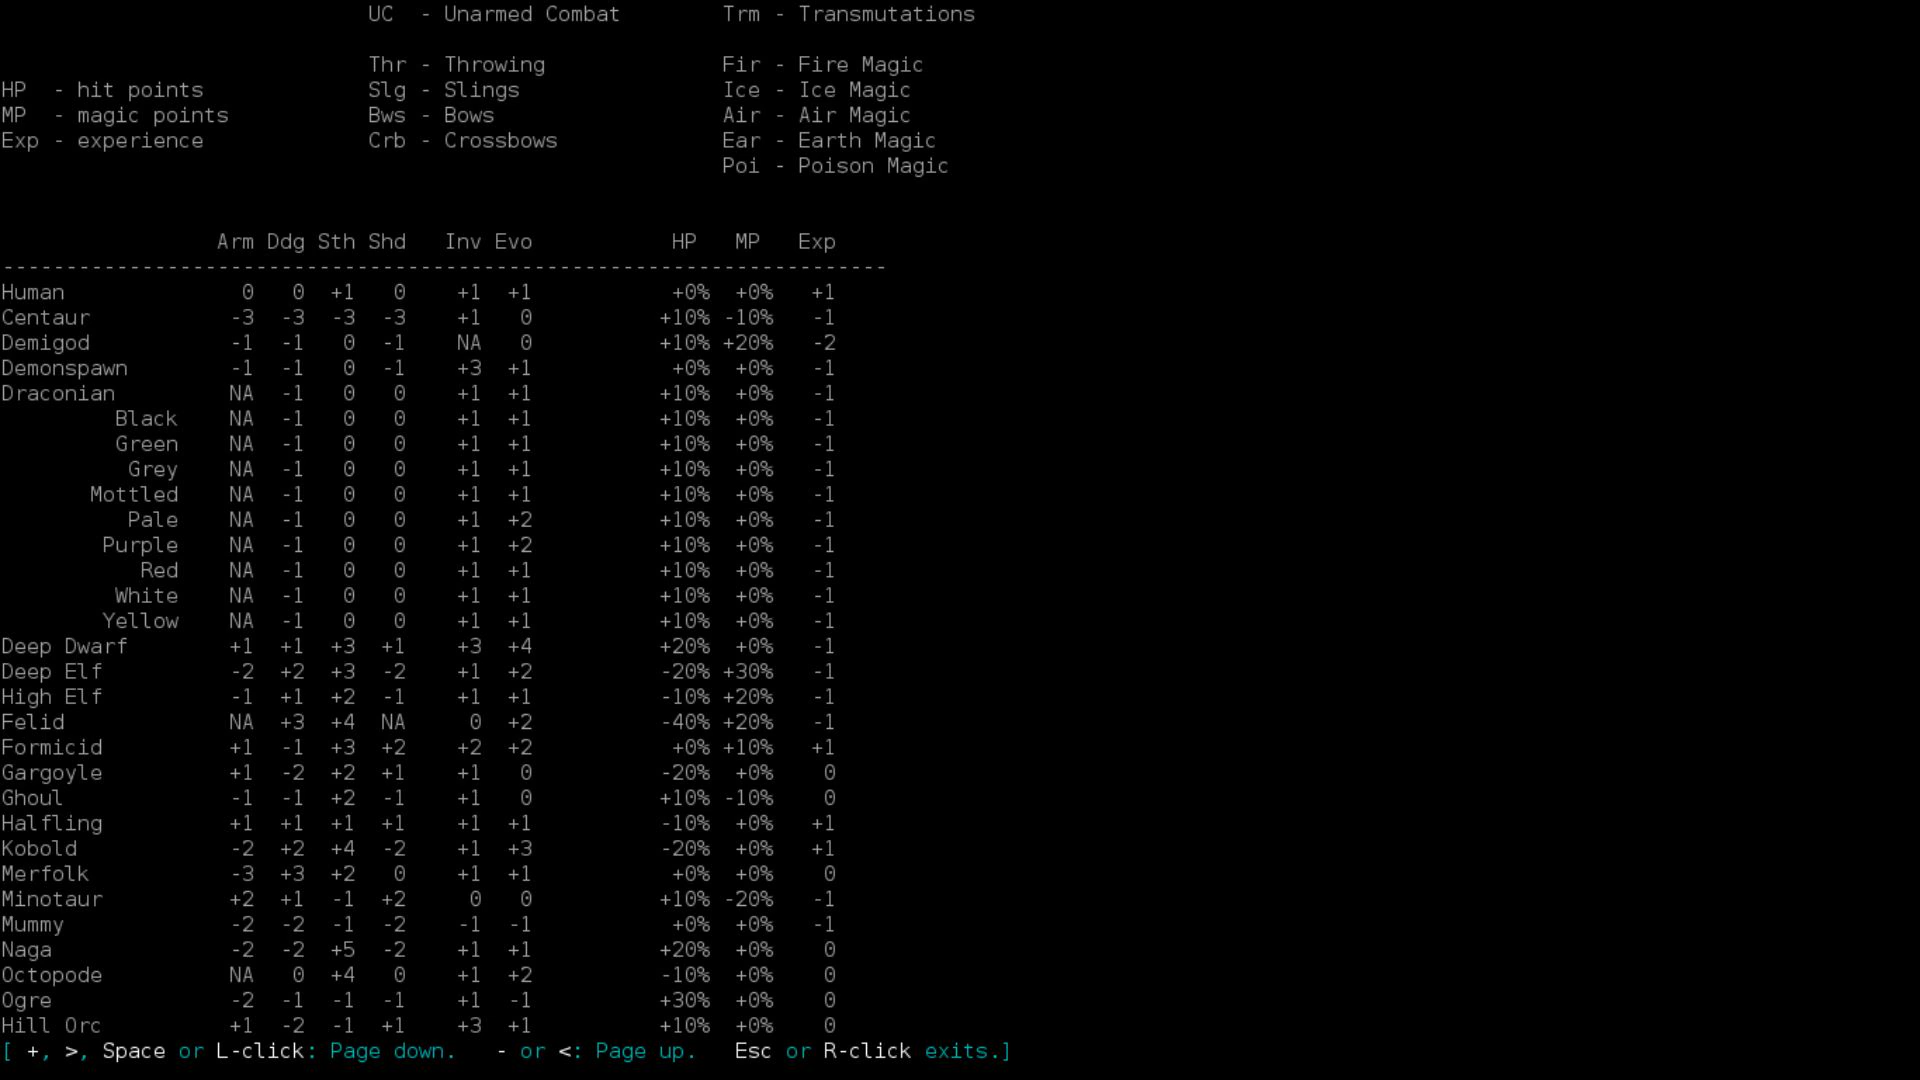 UC  - Unarmed Combat        Trm - Transmutations
Thr - Throwing              Fir - Fire Magic
HP  - hit points             Slg - Slings                Ice - Ice Magic
MP  - magic points           Bws - Bows                  Air - Air Magic
Exp - experience             Crb - Crossbows             Ear - Earth Magic
Poi - Poison Magic
Arm Ddg Sth Shd   Inv Evo           HP   MP   Exp
----------------------------------------------------------------------
Human             0   0  +1   0    +1  +1           +0%  +0%   +1
Centaur          -3  -3  -3  -3    +1   0          +10% -10%   -1
Demigod          -1  -1   0  -1    NA   0          +10% +20%   -2
Demonspawn       -1  -1   0  -1    +3  +1           +0%  +0%   -1
Draconian        NA  -1   0   0    +1  +1          +10%  +0%   -1
Black    NA  -1   0   0    +1  +1          +10%  +0%   -1
Green    NA  -1   0   0    +1  +1          +10%  +0%   -1
Grey    NA  -1   0   0    +1  +1          +10%  +0%   -1
Mottled    NA  -1   0   0    +1  +1          +10%  +0%   -1
Pale    NA  -1   0   0    +1  +2          +10%  +0%   -1
Purple    NA  -1   0   0    +1  +2          +10%  +0%   -1
Red    NA  -1   0   0    +1  +1          +10%  +0%   -1
White    NA  -1   0   0    +1  +1          +10%  +0%   -1
Yellow    NA  -1   0   0    +1  +1          +10%  +0%   -1
Deep Dwarf       +1  +1  +3  +1    +3  +4          +20%  +0%   -1
Deep Elf         -2  +2  +3  -2    +1  +2          -20% +30%   -1
High Elf         -1  +1  +2  -1    +1  +1          -10% +20%   -1
Felid            NA  +3  +4  NA     0  +2          -40% +20%   -1
Formicid         +1  -1  +3  +2    +2  +2           +0% +10%   +1
Gargoyle         +1  -2  +2  +1    +1   0          -20%  +0%    0
Ghoul            -1  -1  +2  -1    +1   0          +10% -10%    0
Halfling         +1  +1  +1  +1    +1  +1          -10%  +0%   +1
Kobold           -2  +2  +4  -2    +1  +3          -20%  +0%   +1
Merfolk          -3  +3  +2   0    +1  +1           +0%  +0%    0
Minotaur         +2  +1  -1  +2     0   0          +10% -20%   -1
Mummy            -2  -2  -1  -2    -1  -1           +0%  +0%   -1
Naga             -2  -2  +5  -2    +1  +1          +20%  +0%    0
Octopode         NA   0  +4   0    +1  +2          -10%  +0%    0
Ogre             -2  -1  -1  -1    +1  -1          +30%  +0%    0
Hill Orc         +1  -2  -1  +1    +3  +1          +10%  +0%    0
[ +, >, Space or L-click: Page down.   - or <: Page up.   Esc or R-click exits.]